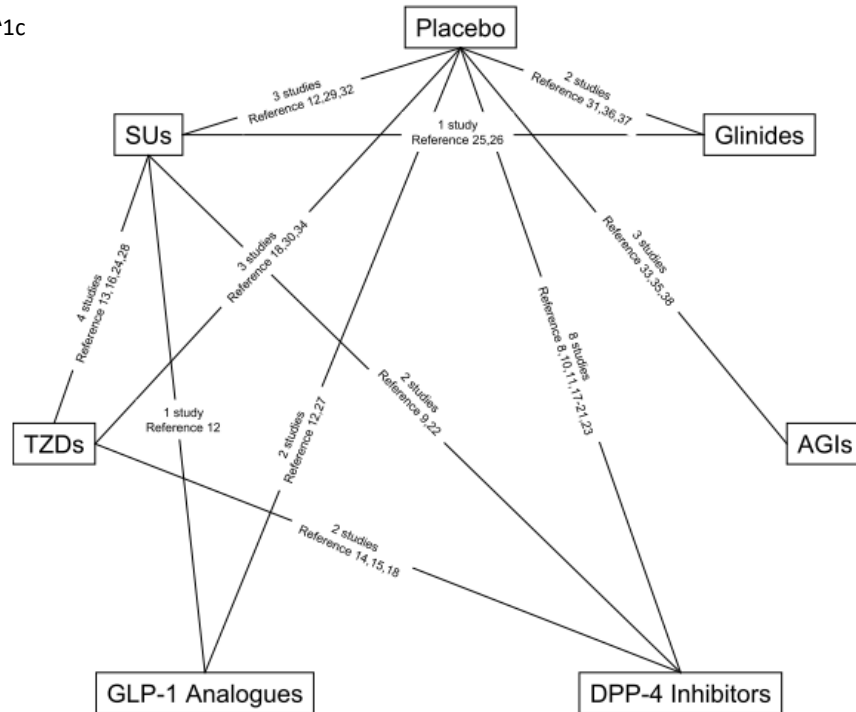 A1c
Placebo
3 studies
Reference 12,29,32
2 studies
Reference 31,36,37
SUs
1 study
Reference 25,26
Glinides
4 studies
Reference 13,16,24,28
3 studies
Reference 18,30,34
3 studies
Reference 33,35,38
8 studies
Reference 8,10,11,17-21,23
2 studies
Reference 9,22
1 study
Reference 12
2 studies
Reference 12,27
TZDs
AGIs
2 studies
Reference 14,15,18
GLP-1 Analogues
DPP-4 Inhibitors